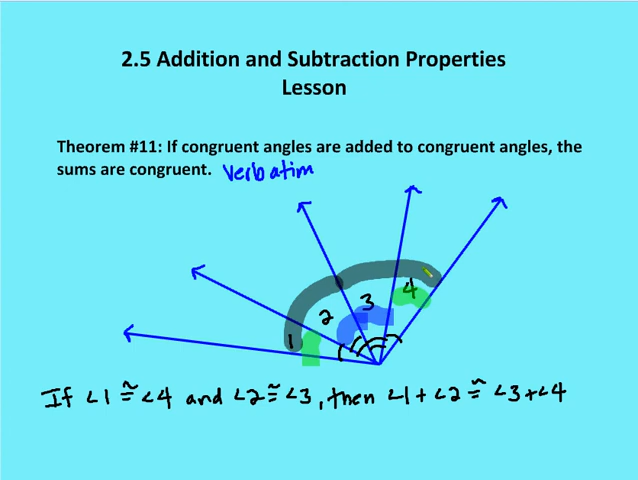 2.5 Addition and Subtraction Properties
Lesson
Theorem #11: If congruent angles are added to congruent angles, the
sums are congruent. Verbatim
1 2 3 4
If ∠1 ≅ ∠4 and ∠2 ≅ ∠3, then ∠1 + ∠2 ≅ ∠3 + ∠4